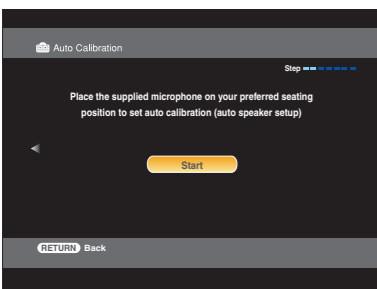 Auto Calibration
Step
Place the supplied microphone on your preferred seating
position to set auto calibration (auto speaker setup)
Start
RETURN Back